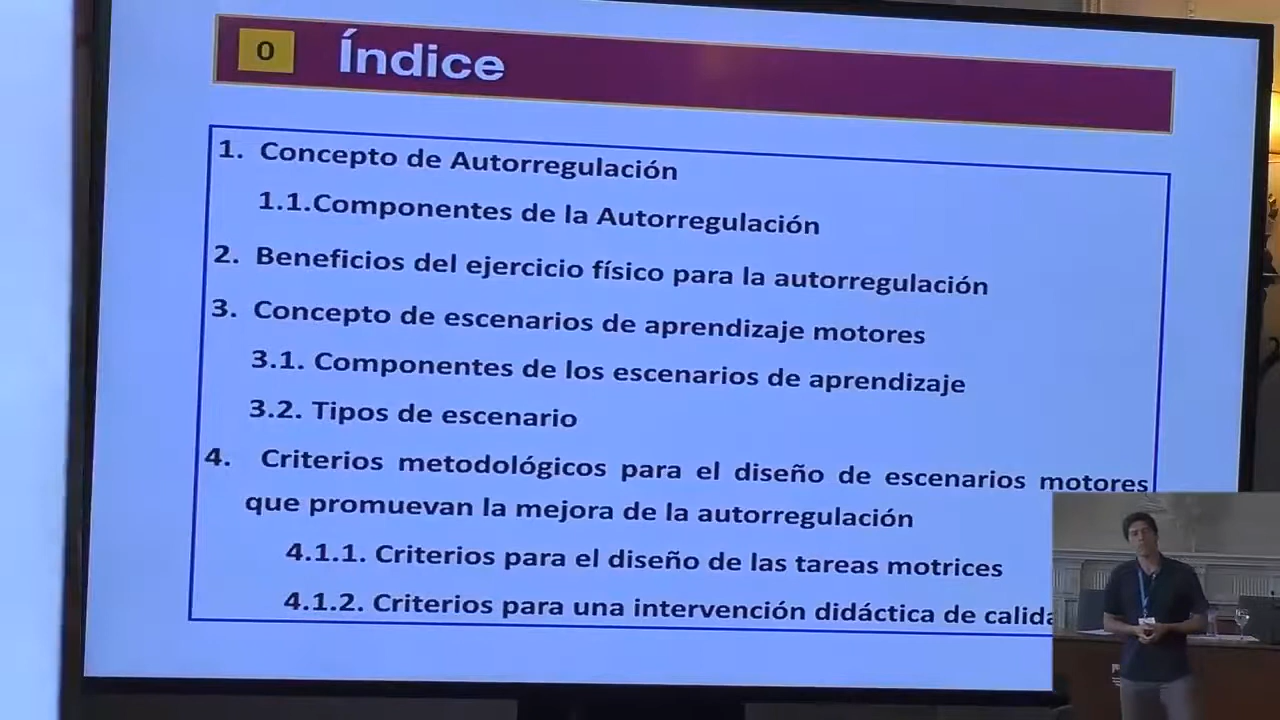 0 Índice
1. Concepto de Autorregulación
1.1.Componentes de la Autorregulación
2. Beneficios del ejercicio físico para la autorregulación
3. Concepto de escenarios de aprendizaje motores
3.1. Componentes de los escenarios de aprendizaje
3.2. Tipos de escenario
4. Criterios metodológicos para el diseño de escenarios motores
que promuevan la mejora de la autorregulación
4.1.1. Criterios para el diseño de las tareas motrices
4.1.2. Criterios para una intervención didáctica de calida